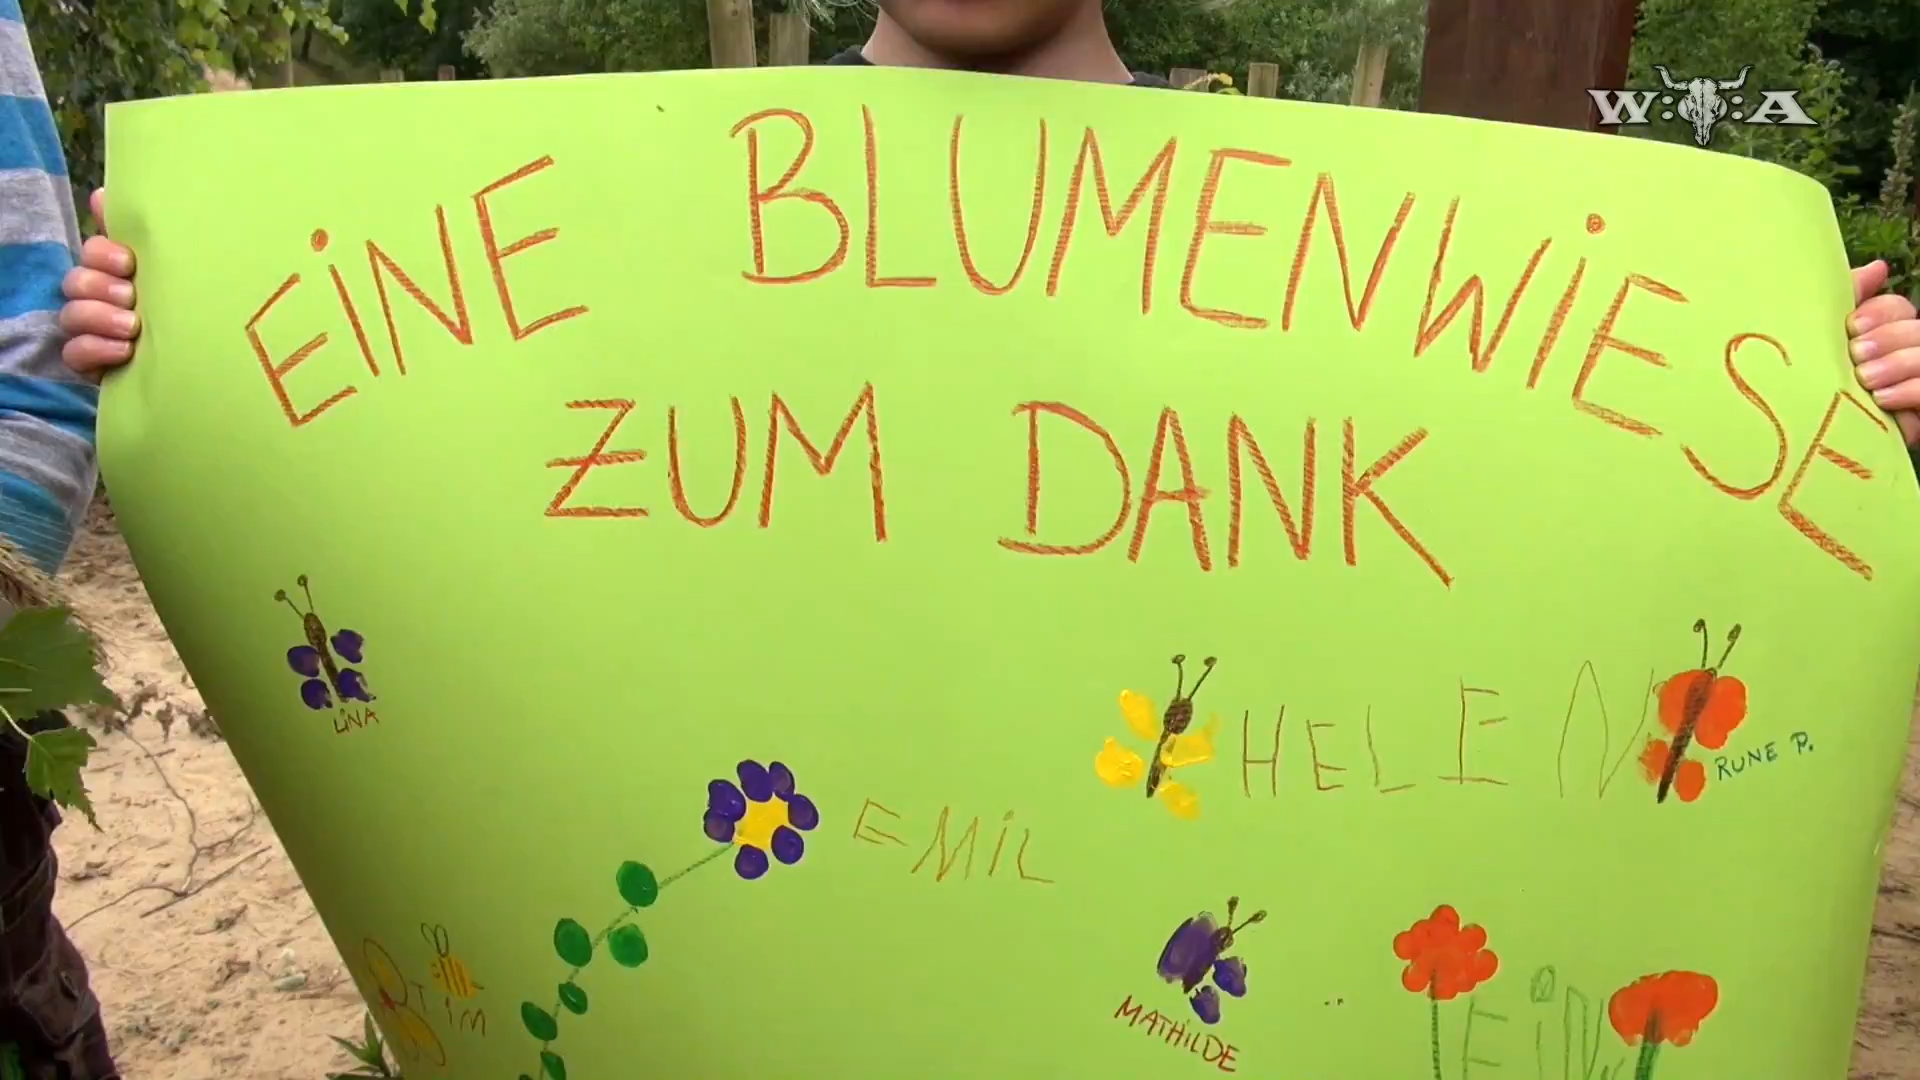 W:O:A
EINE BLUMENWIESE
ZUM DANK
LINA
HELEN
RUNE P.
EMIL
TIM
MATHILDE